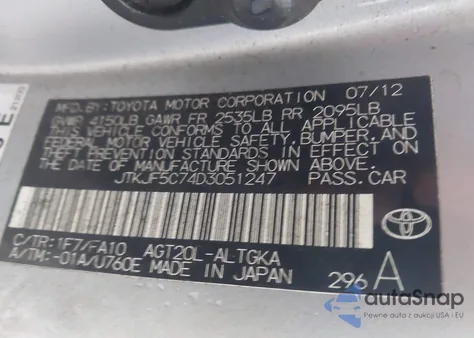 MFD.BY:TOYOTA MOTOR CORPORATION 07/12
GVWR 4150LB GAWR FR 2535LB RR 2095LB
THIS VEHICLE CONFORMS TO ALL APPLICABLE
FEDERAL MOTOR VEHICLE SAFETY, BUMPER, AND
THEFT PREVENTION STANDARDS IN EFFECT ON
THE DATE OF MANUFACTURE SHOWN ABOVE.
JTKJF5C74D3051247 PASS.CAR
C/TR:1F7/FA10 AGT20L-ALTGKA
A/TM:-01A/U760E MADE IN JAPAN 296 A
TOYOTA
autaSnap
Pewne auta z aukcji USA i EU